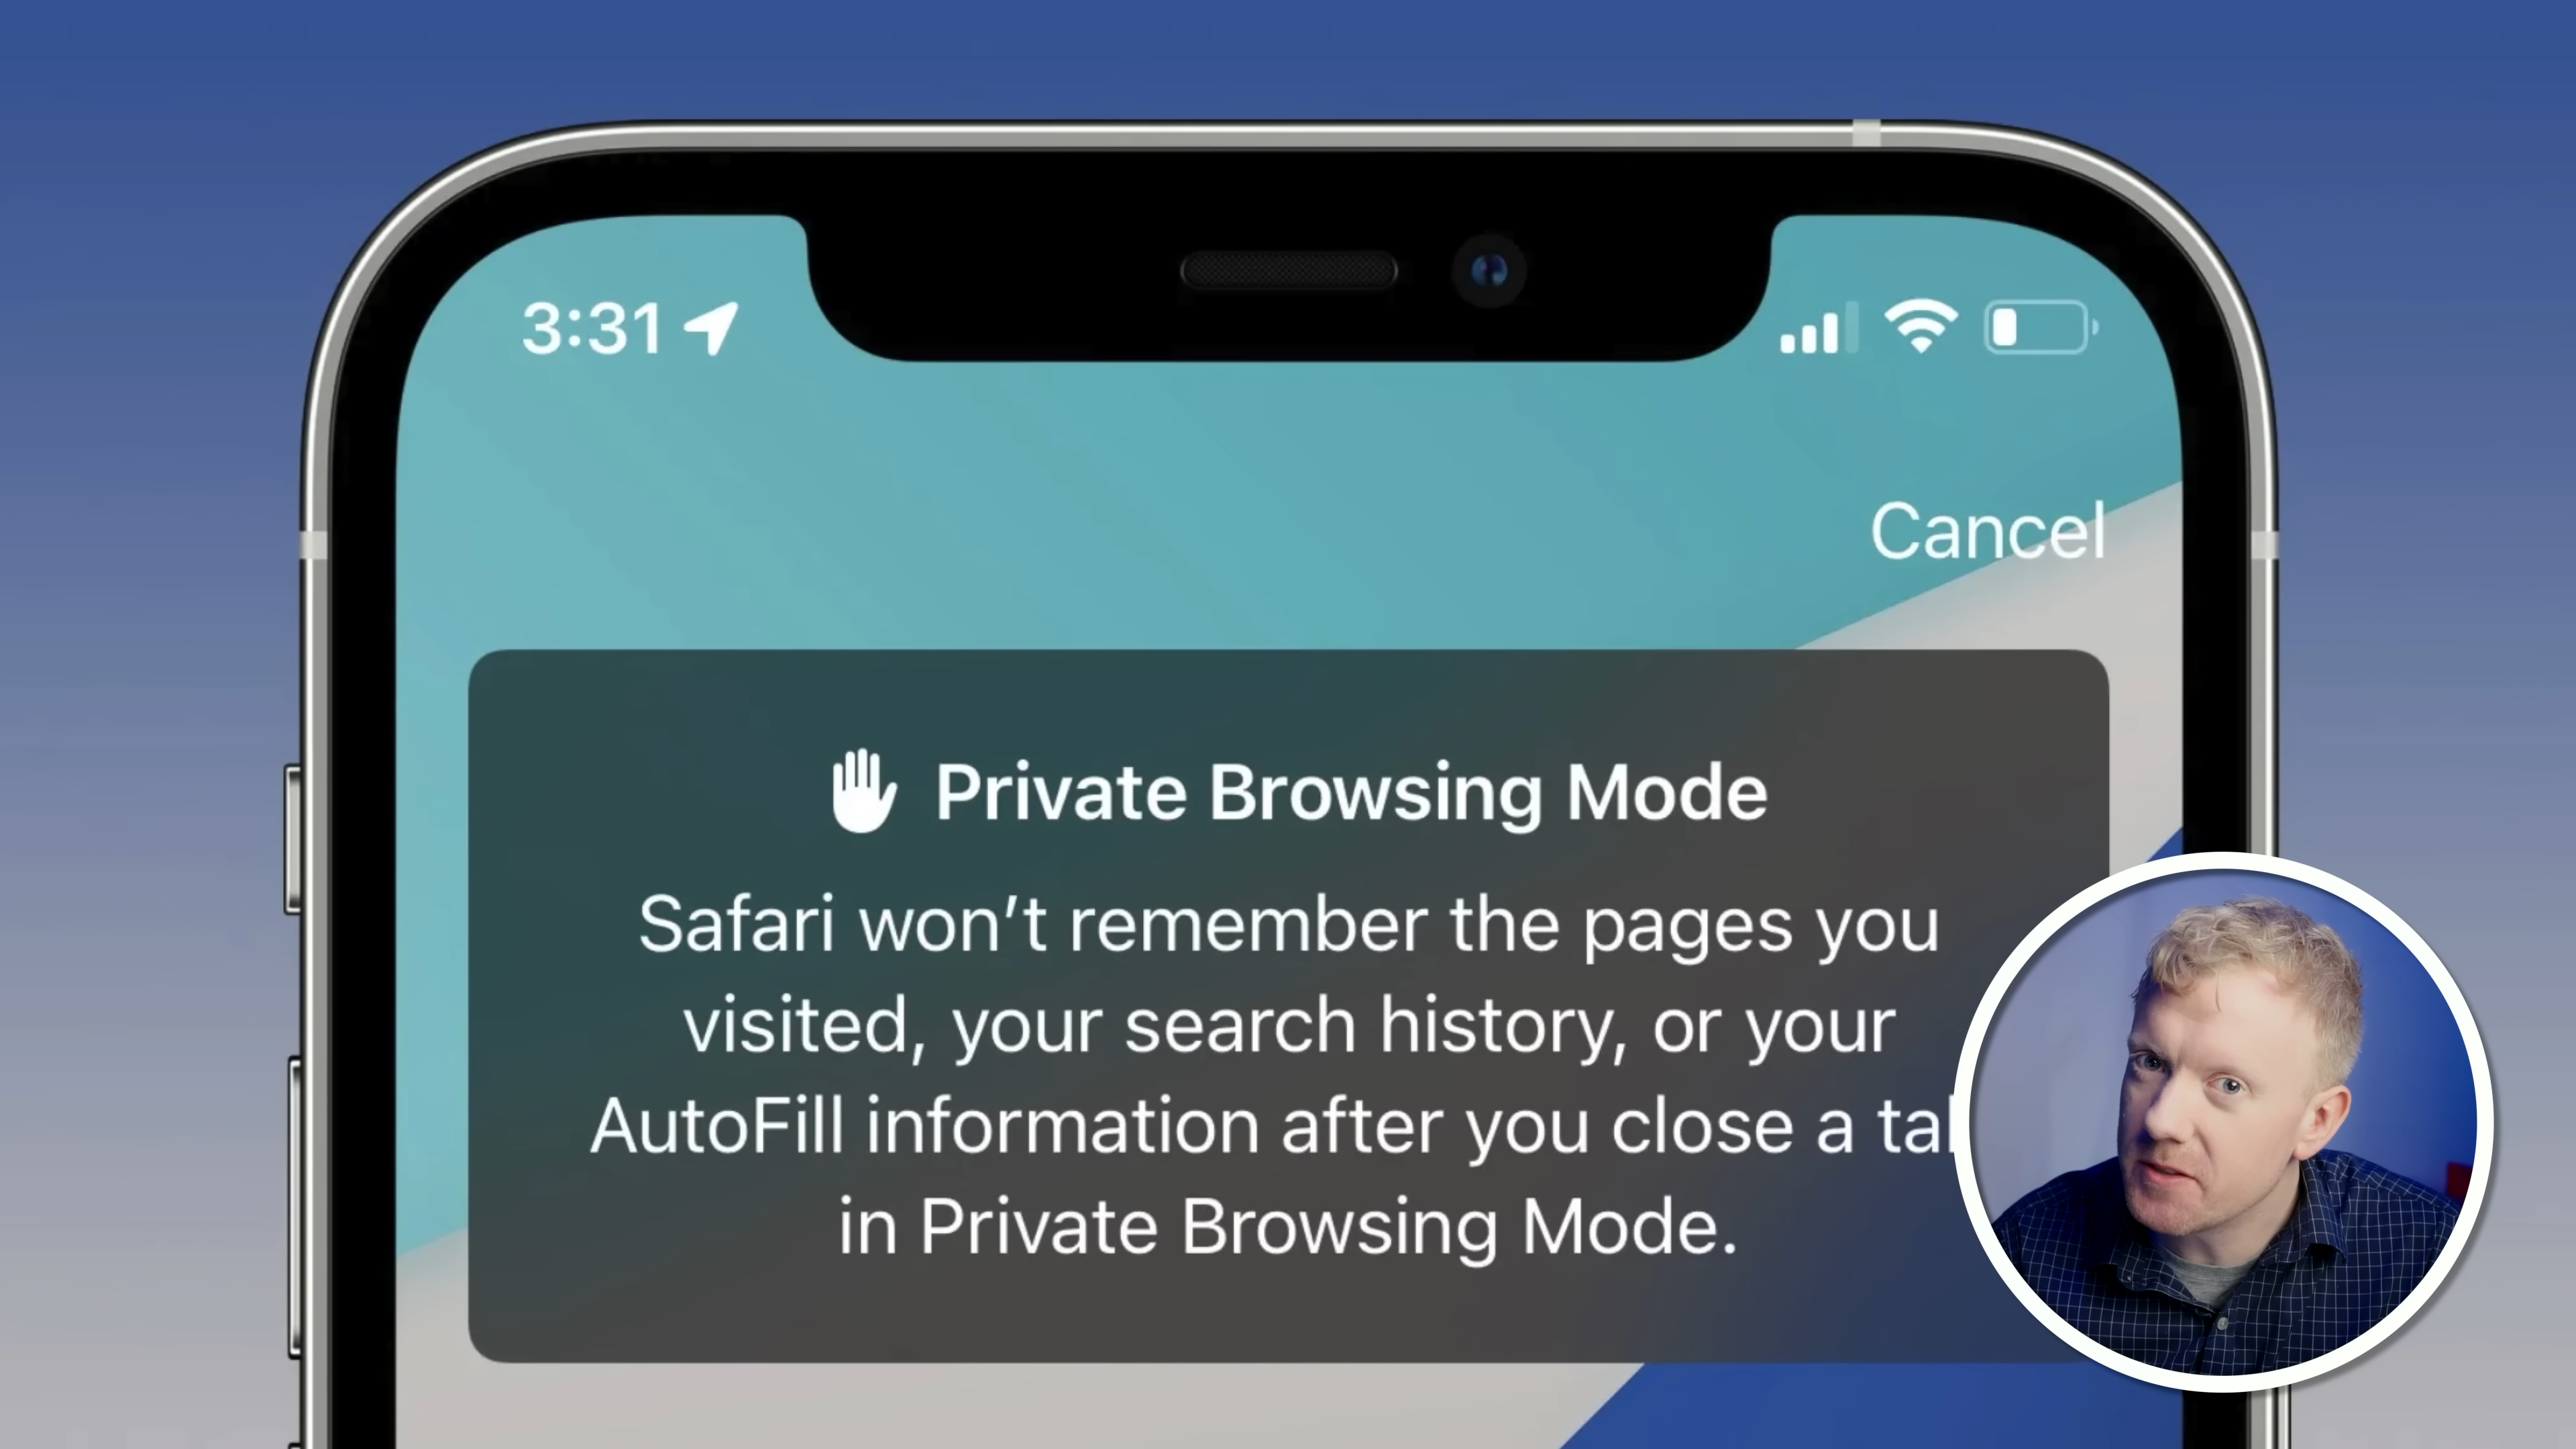 3:31
Cancel
Private Browsing Mode
Safari won’t remember the pages you
visited, your search history, or your
AutoFill information after you close a
in Private Browsing Mode.